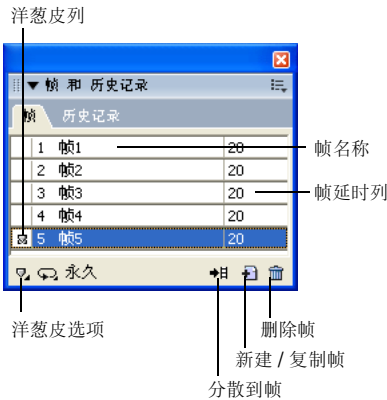 洋葱皮列
帧 和 历史记录
帧 历史记录
1 帧1 20
帧名称
2 帧2 20
3 帧3 20
帧延时列
4 帧4 20
5 帧5 20
永久
洋葱皮选项
删除帧
新建 / 复制帧
分散到帧